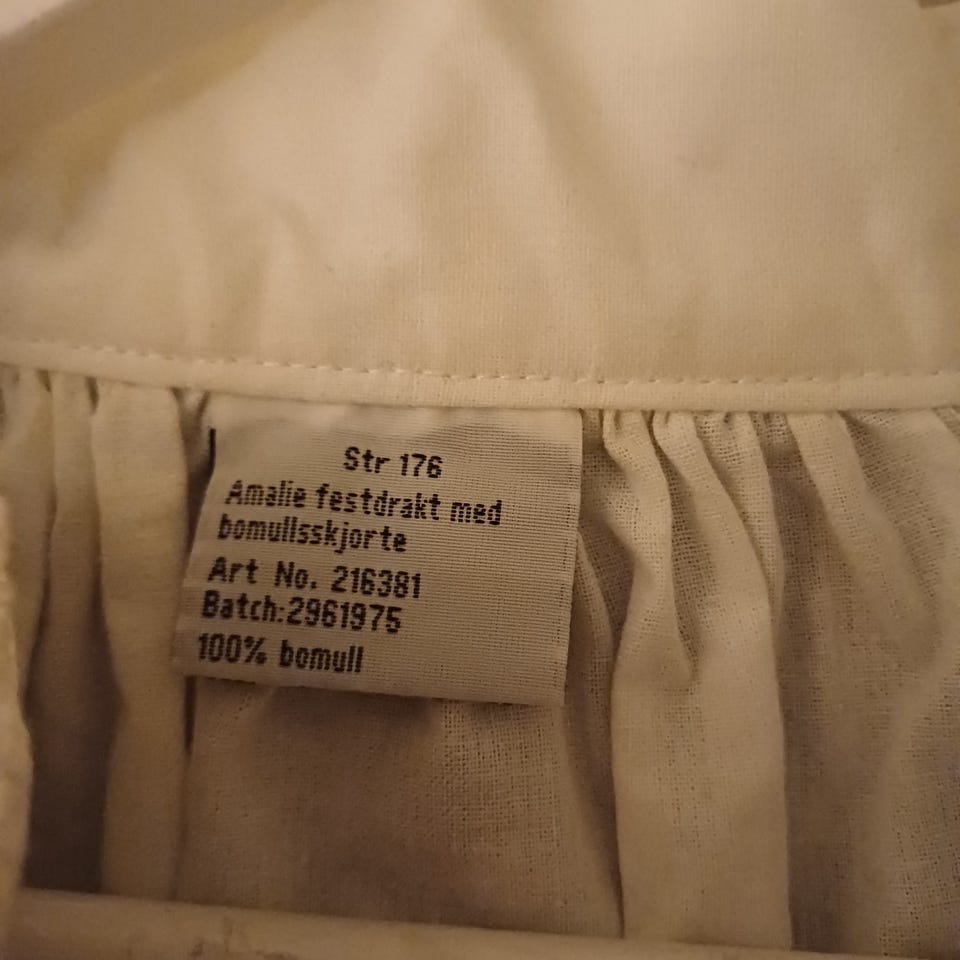 Str 176
Amalie festdrakt med
bomullsskjorte
Art No. 216381
Batch:2961975
100% bomull